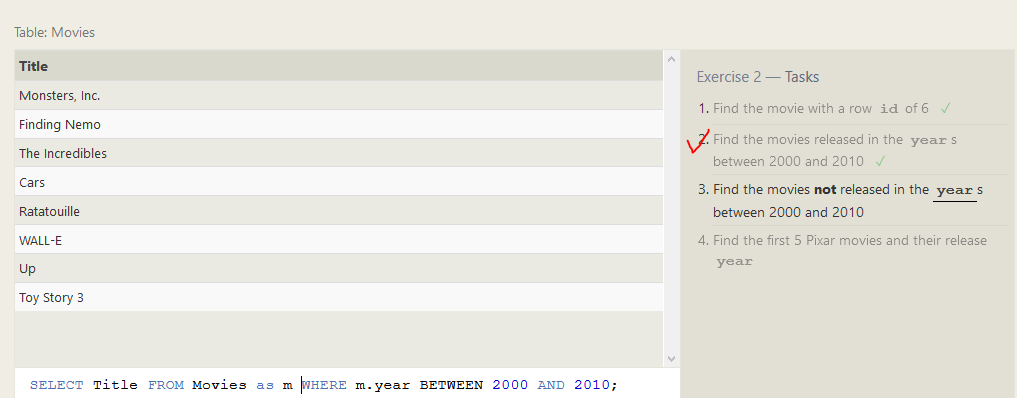 Table: Movies
Title
Monsters, Inc.
Finding Nemo
The Incredibles
Cars
Ratatouille
WALL-E
Up
Toy Story 3
SELECT Title FROM Movies as m WHERE m.year BETWEEN 2000 AND 2010;
Exercise 2 — Tasks
1. Find the movie with a row id of 6 ✓
2. Find the movies released in the year s
between 2000 and 2010 ✓
3. Find the movies not released in the year s
between 2000 and 2010
4. Find the first 5 Pixar movies and their release
year